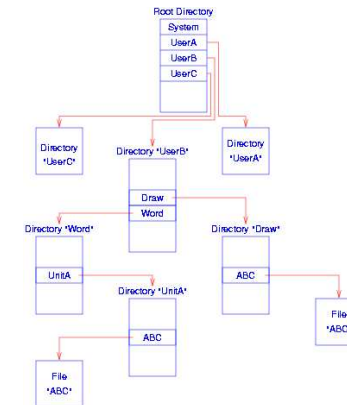 Root Directory
System
UserA
UserB
UserC
Directory
"UserC"
Directory "UserB"
Directory
"UserA"
Draw
Word
Directory "Word"
Directory "Draw"
UnitA
ABC
Directory "UnitA"
ABC
File
"ABC"
File
"ABC"